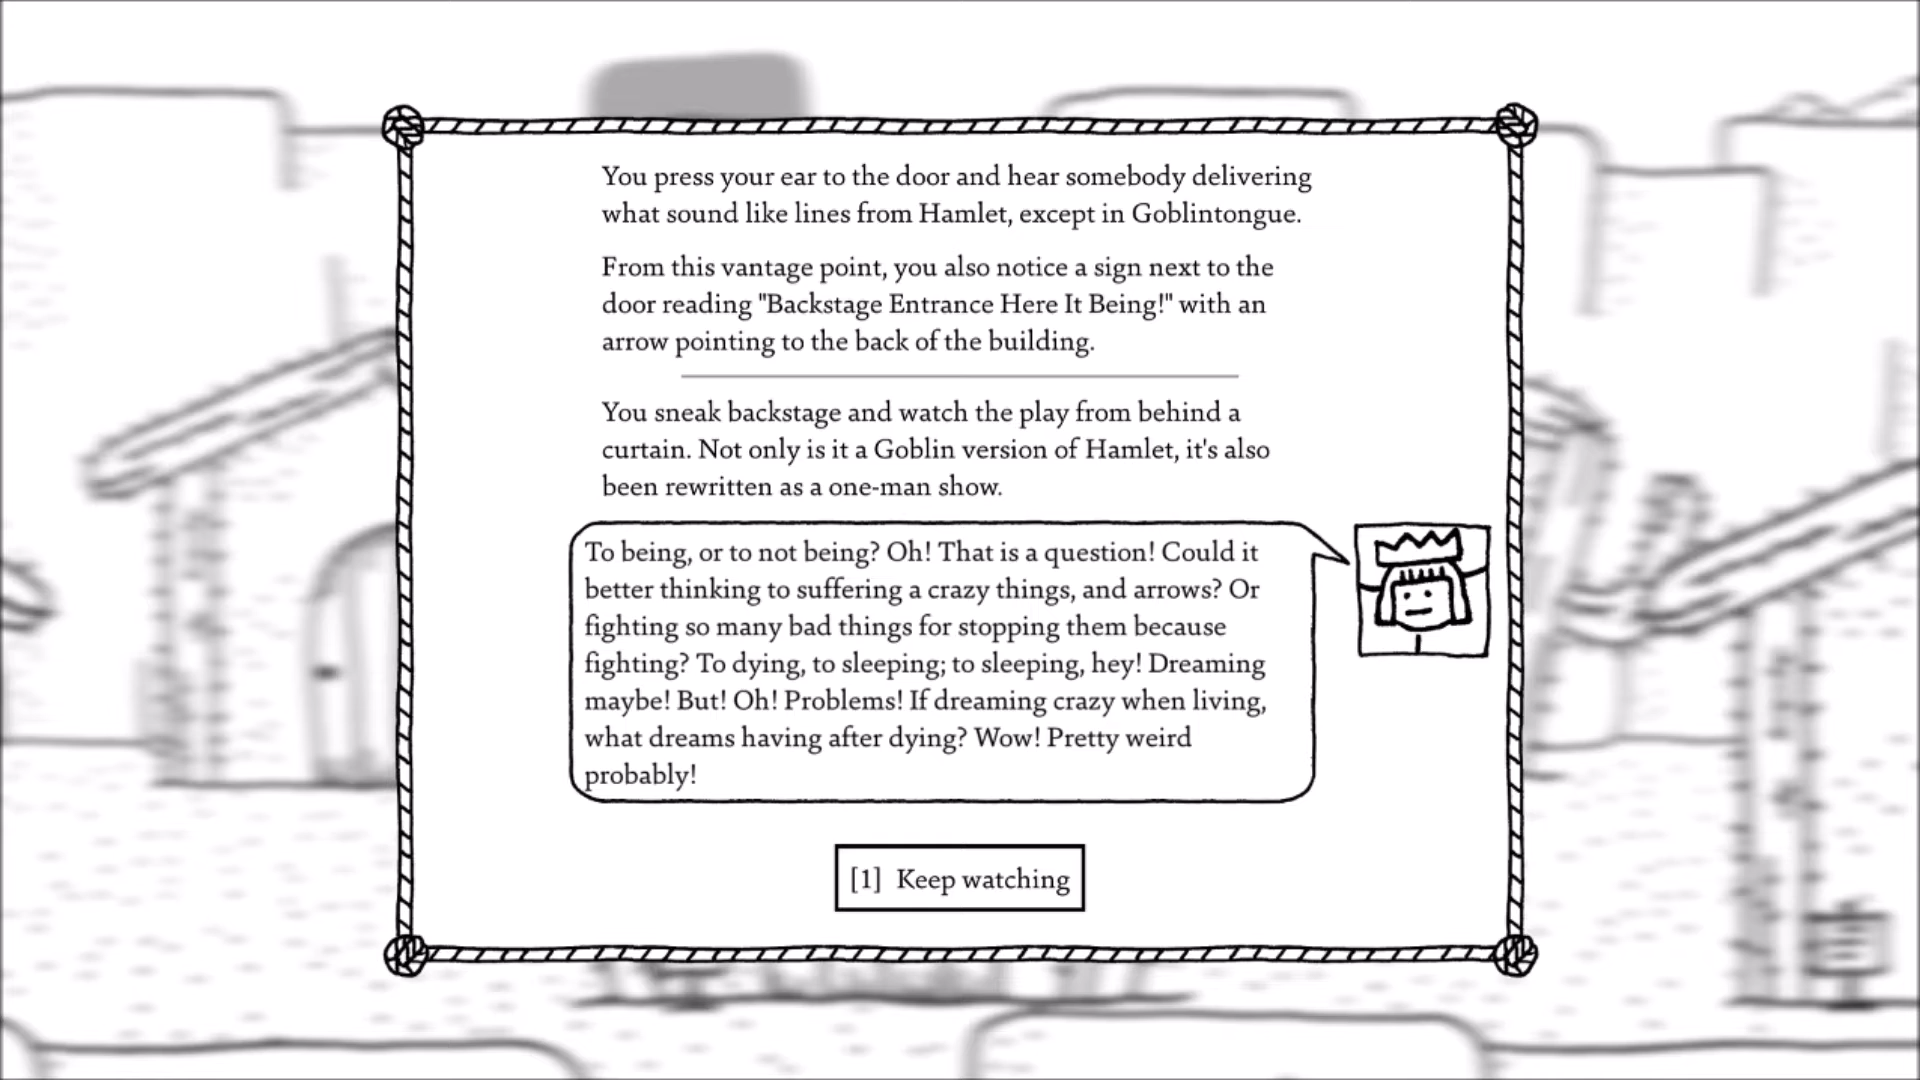 You press your ear to the door and hear somebody delivering
what sound like lines from Hamlet, except in Goblintongue.
From this vantage point, you also notice a sign next to the
door reading "Backstage Entrance Here It Being!" with an
arrow pointing to the back of the building.
You sneak backstage and watch the play from behind a
curtain. Not only is it a Goblin version of Hamlet, it's also
been rewritten as a one-man show.
To being, or to not being? Oh! That is a question! Could it
better thinking to suffering a crazy things, and arrows? Or
fighting so many bad things for stopping them because
fighting? To dying, to sleeping; to sleeping, hey! Dreaming
maybe! But! Oh! Problems! If dreaming crazy when living,
what dreams having after dying? Wow! Pretty weird
probably!
[1] Keep watching